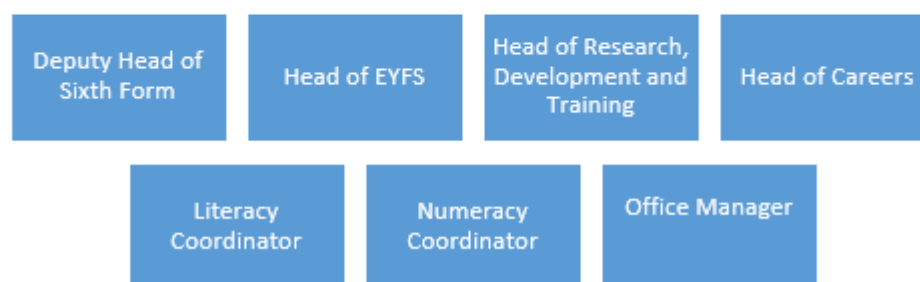 Deputy Head of
Sixth Form
Head of EYFS
Head of Research,
Development and
Training
Head of Careers
Literacy
Coordinator
Numeracy
Coordinator
Office Manager